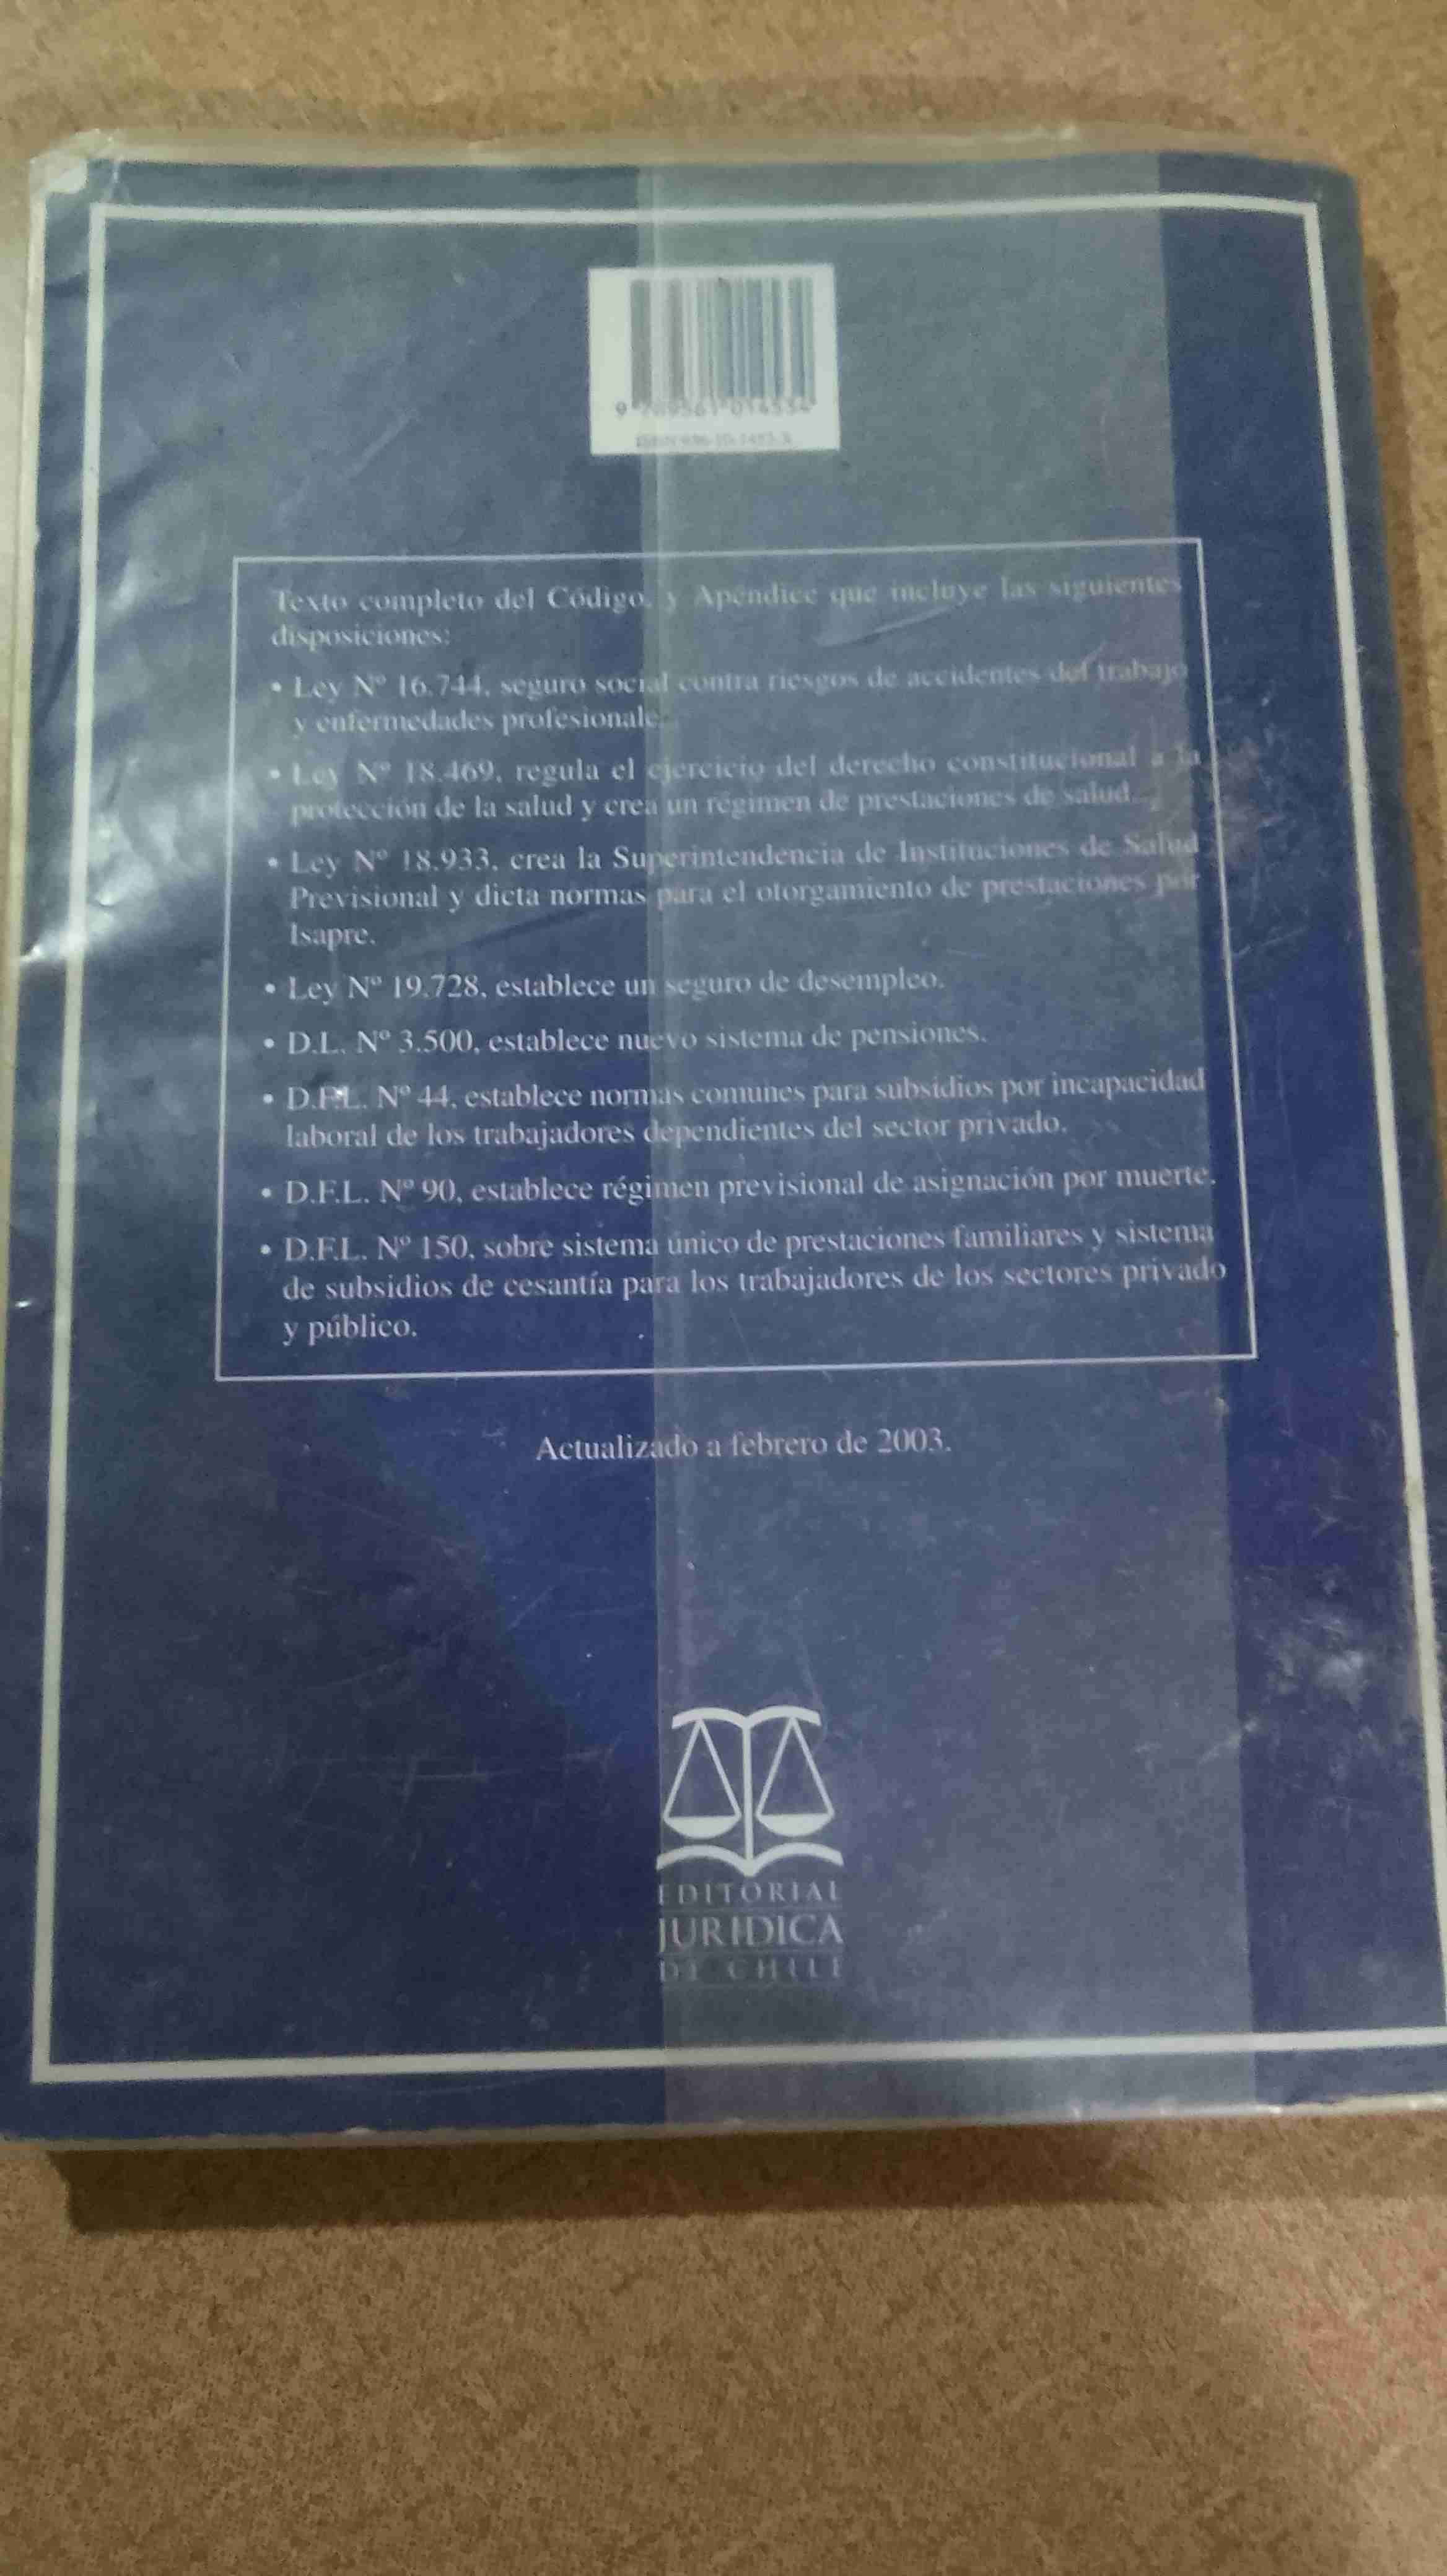 9 789561 014534
ISBN 956-10-1453-X
Texto completo del Código, y Apéndice que incluye las siguientes
disposiciones:
• Ley Nº 16.744, seguro social contra riesgos de accidentes del trabajo
y enfermedades profesionales.
• Ley Nº 18.469, regula el ejercicio del derecho constitucional a la
protección de la salud y crea un régimen de prestaciones de salud.
• Ley Nº 18.933, crea la Superintendencia de Instituciones de Salud
Previsional y dicta normas para el otorgamiento de prestaciones por
Isapre.
• Ley Nº 19.728, establece un seguro de desempleo.
• D.L. Nº 3.500, establece nuevo sistema de pensiones.
• D.F.L. Nº 44, establece normas comunes para subsidios por incapacidad
laboral de los trabajadores dependientes del sector privado.
• D.F.L. Nº 90, establece régimen previsional de asignación por muerte.
• D.F.L. Nº 150, sobre sistema único de prestaciones familiares y sistema
de subsidios de cesantía para los trabajadores de los sectores privado
y público.
Actualizado a febrero de 2003.
EDITORIAL
JURIDICA
DE CHILE